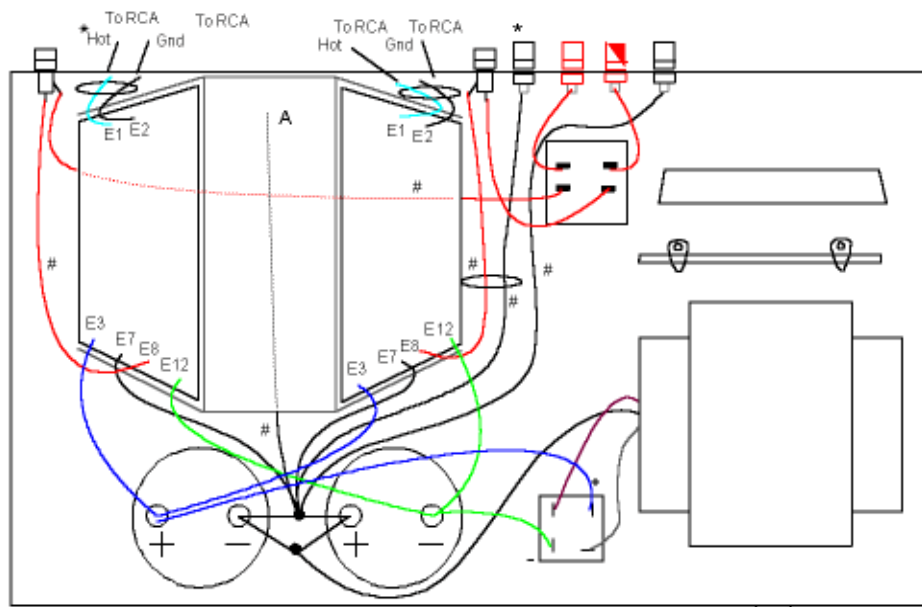 To RCA
To RCA
To RCA
To RCA
* Hot
Gnd
Hot
Gnd
*
E1
E2
A
E1
E2
#
#
#
#
#
E3
E7
E8
E12
E3
E7
E8
E12
#
+
−
+
−
+
-